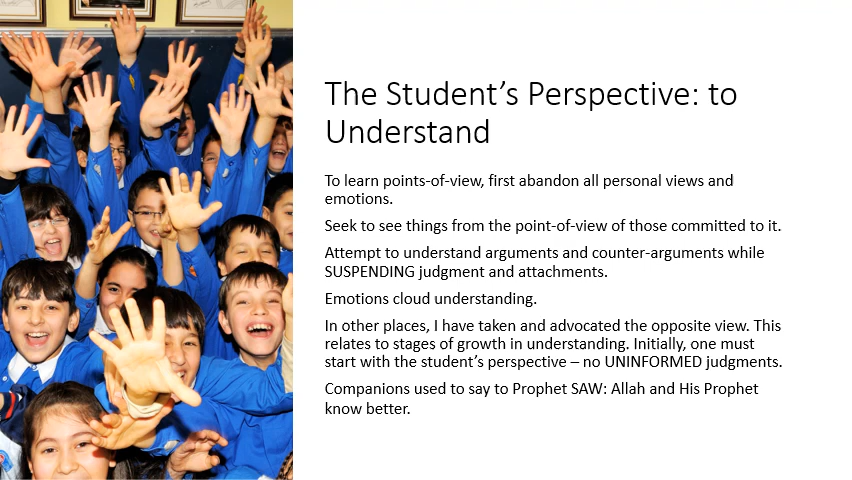 The Student’s Perspective: to
Understand
To learn points-of-view, first abandon all personal views and
emotions.
Seek to see things from the point-of-view of those committed to it.
Attempt to understand arguments and counter-arguments while
SUSPENDING judgment and attachments.
Emotions cloud understanding.
In other places, I have taken and advocated the opposite view. This
relates to stages of growth in understanding. Initially, one must
start with the student’s perspective – no UNINFORMED judgments.
Companions used to say to Prophet SAW: Allah and His Prophet
know better.